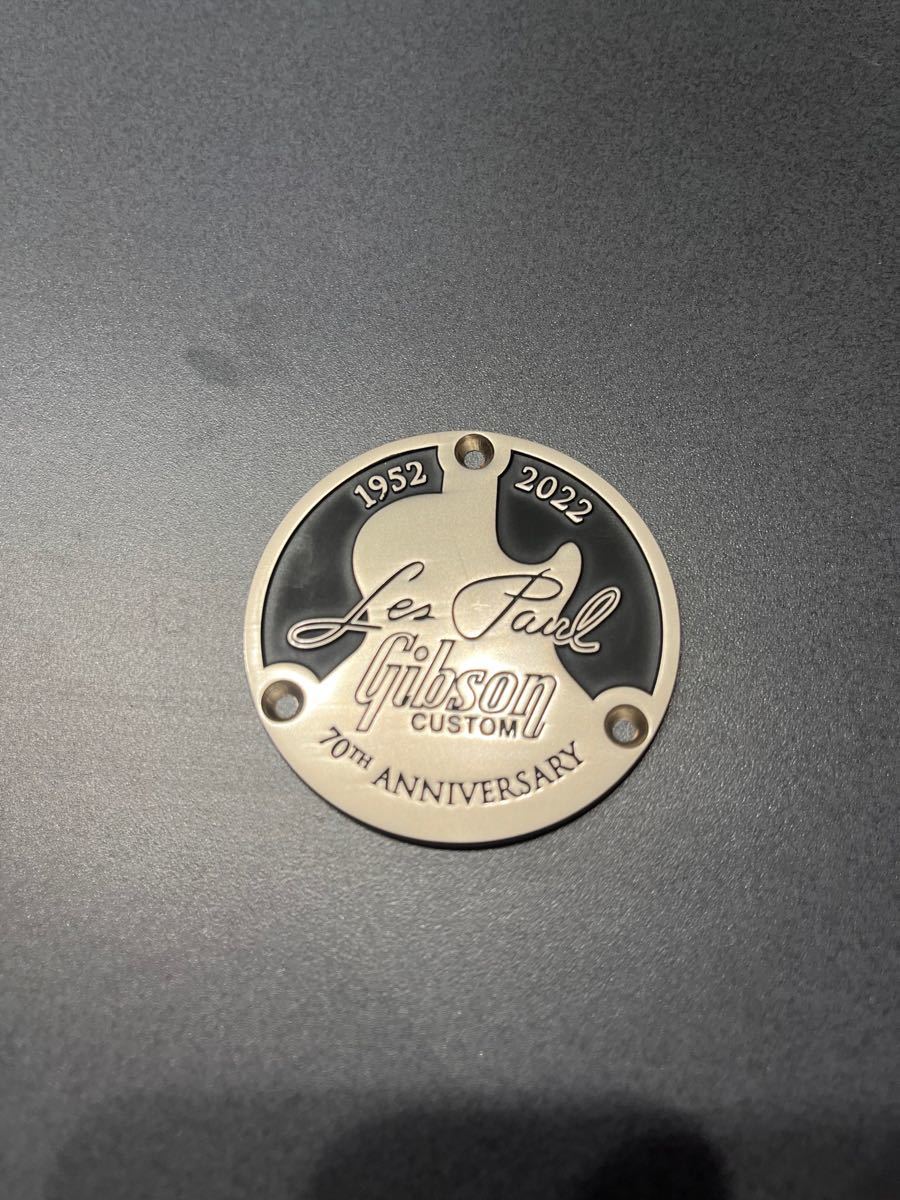 1952 2022
Les Paul
Gibson
CUSTOM
70TH ANNIVERSARY